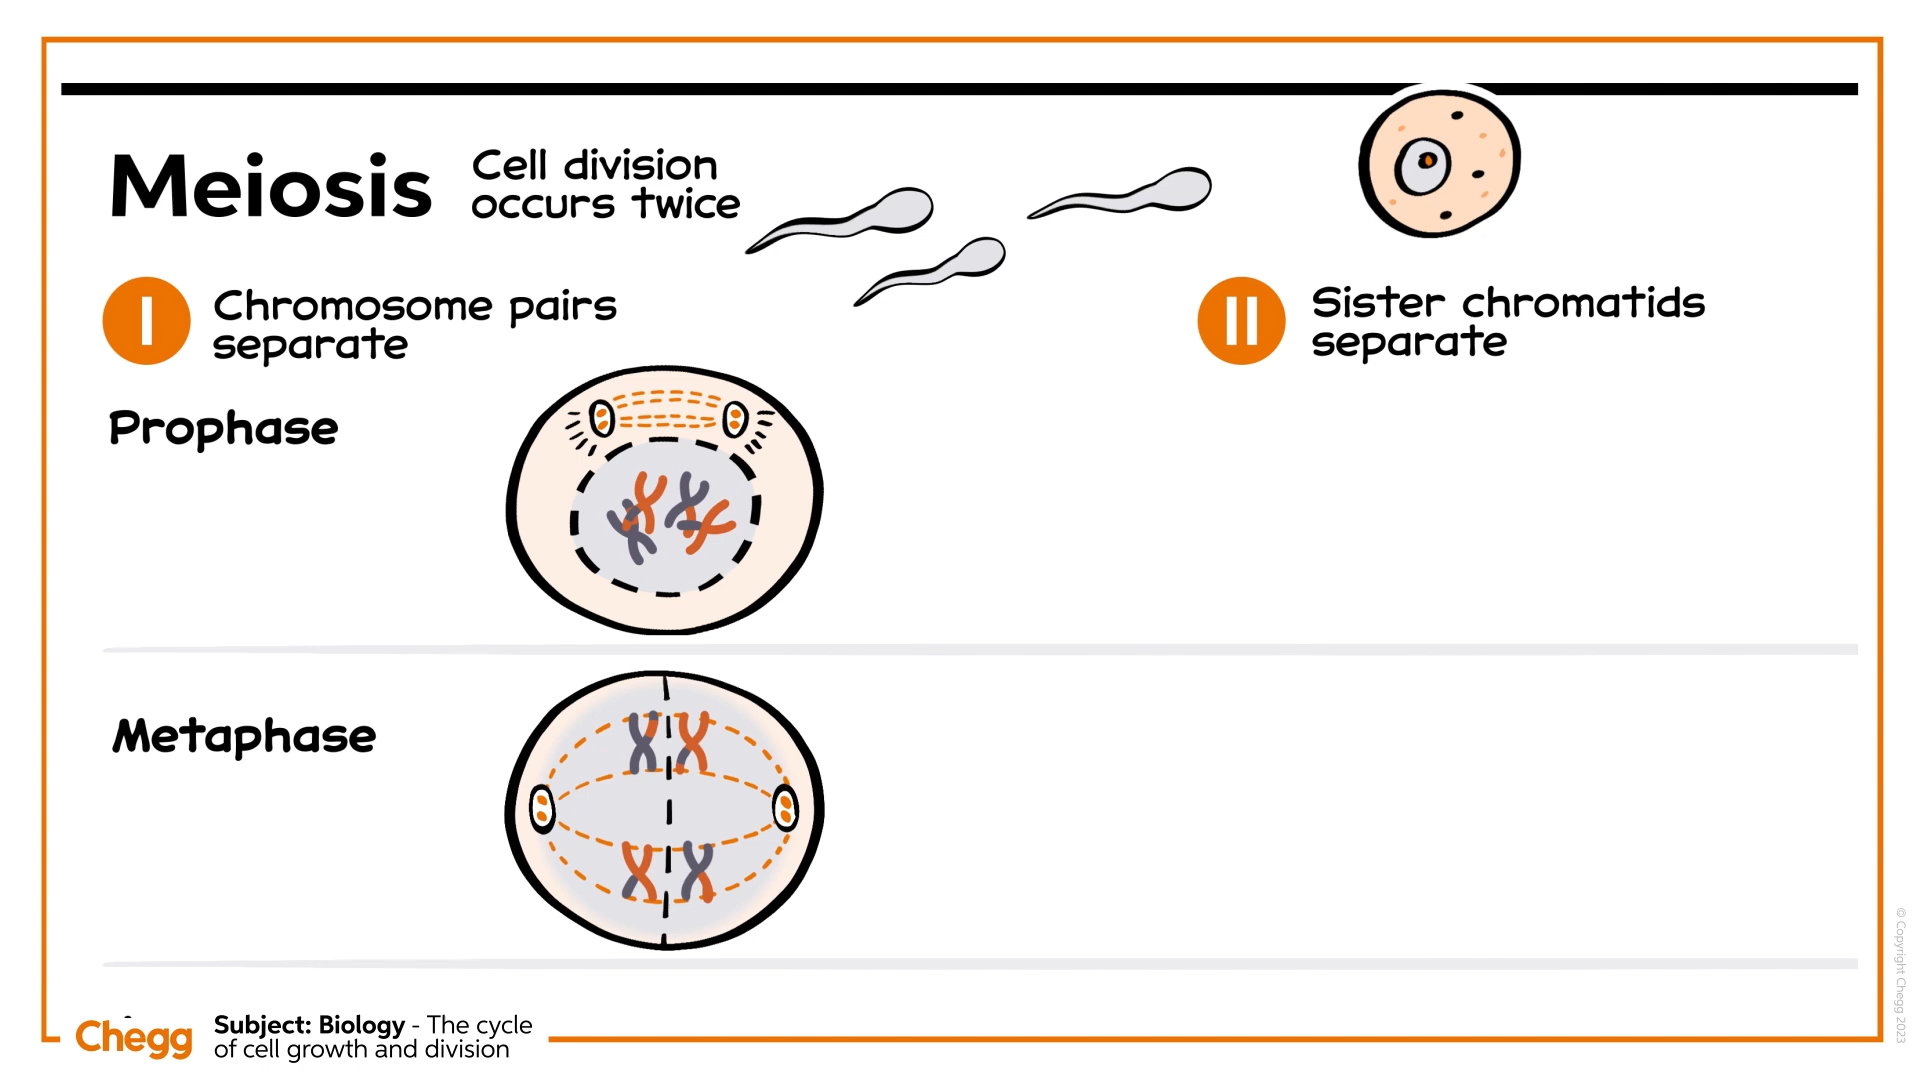 Meiosis
Cell division
occurs twice
I
Chromosome pairs
separate
II
Sister chromatids
separate
Prophase
Metaphase
Chegg
Subject: Biology - The cycle
of cell growth and division
© Copyright Chegg 2023